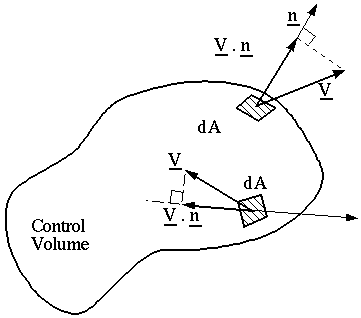 n
V . n
V
dA
V
dA
V . n
Control
Volume